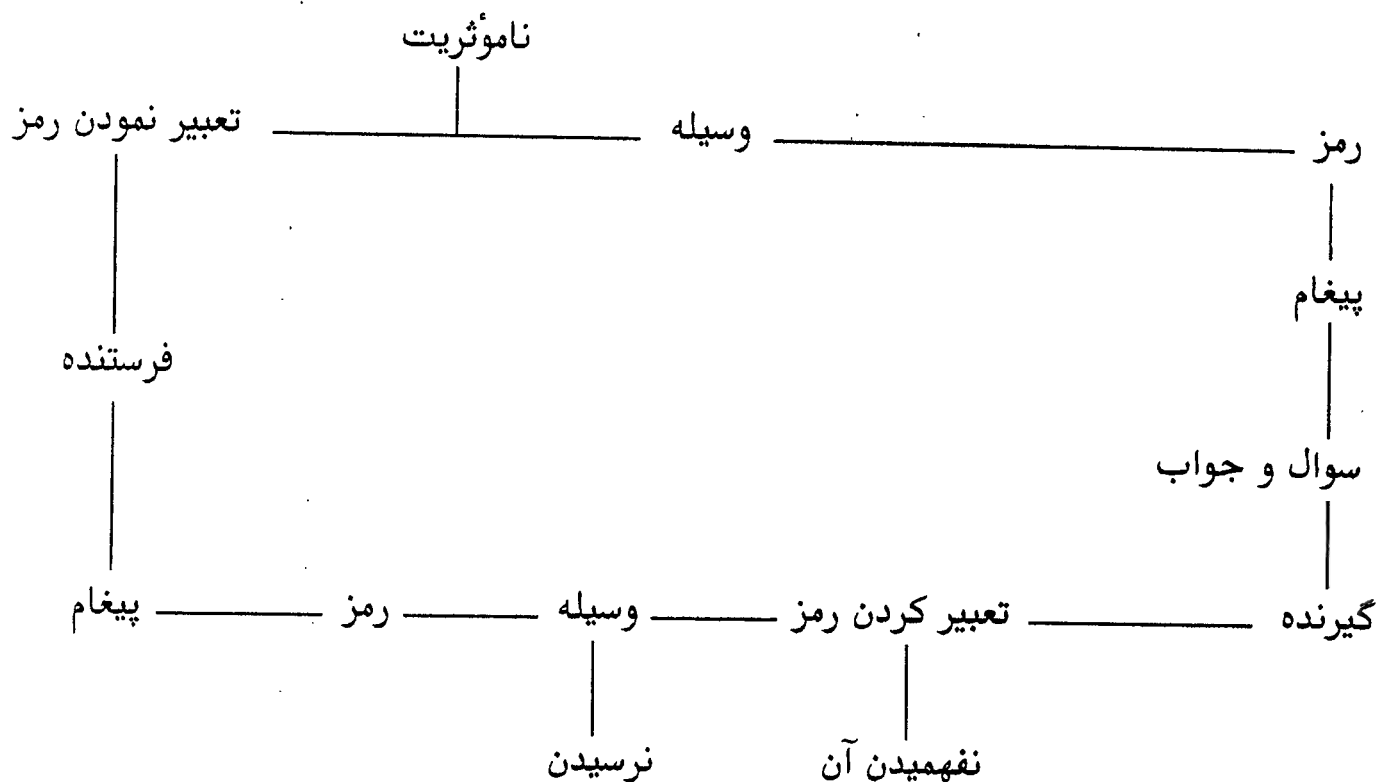 ناموٴثریت
رمز وسیله تعبیر نمودن رمز
پیغام
فرستنده
سوال و جواب
گیرنده تعبیر کردن رمز وسیله رمز پیغام
نفهمیدن آن نرسیدن